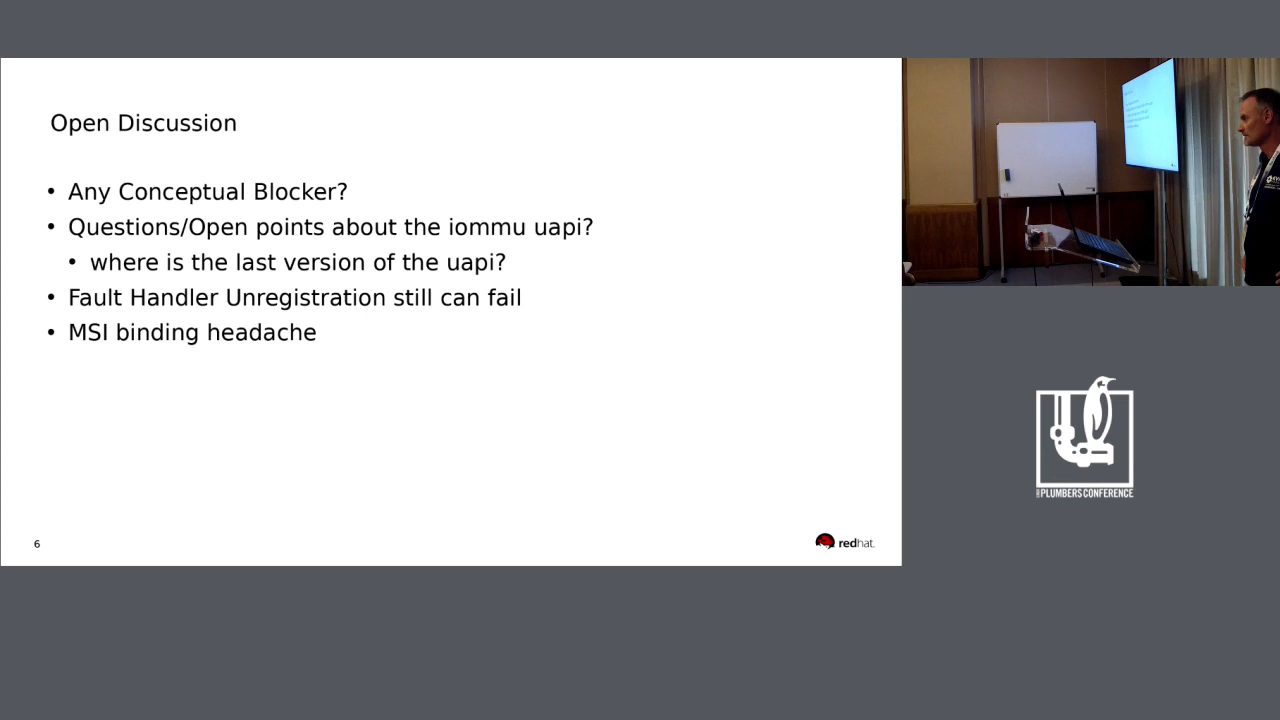 Open Discussion
• Any Conceptual Blocker?
• Questions/Open points about the iommu uapi?
• where is the last version of the uapi?
• Fault Handler Unregistration still can fail
• MSI binding headache
6
redhat.
PLUMBERS CONFERENCE